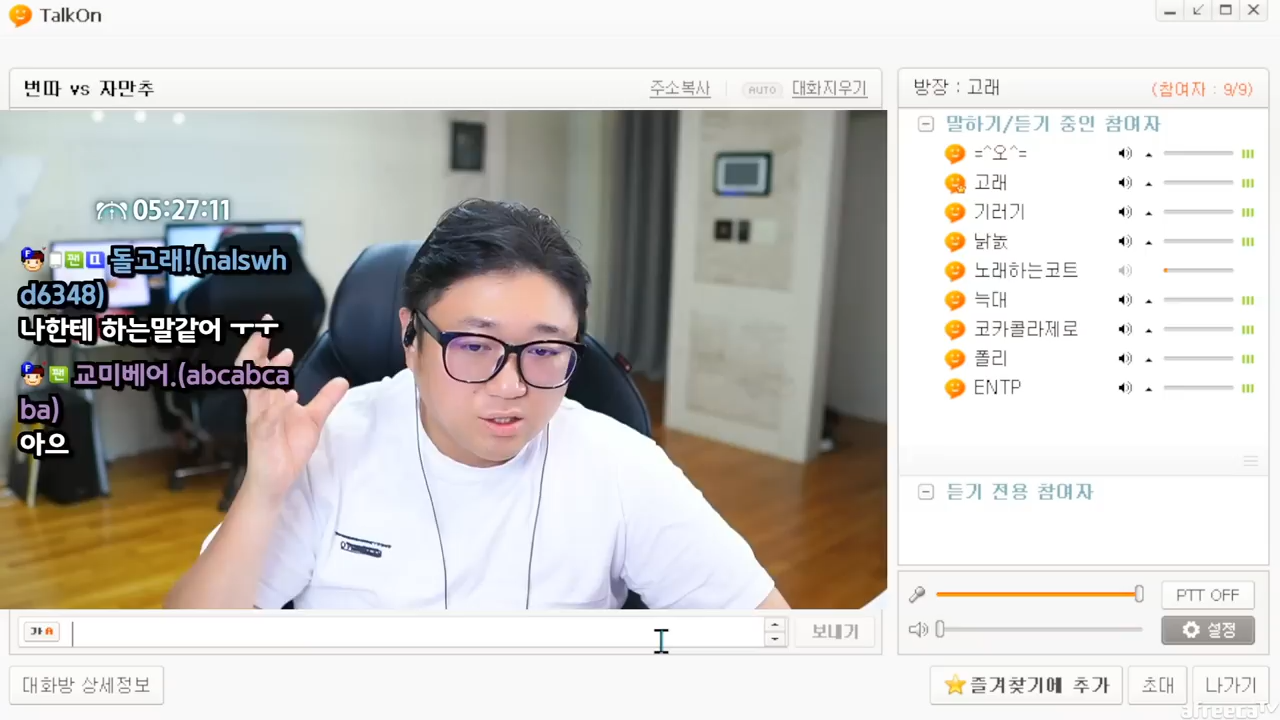 TalkOn
번따 vs 자만추
주소복사
AUTO
대화지우기
방장 : 고래
(참여자 : 9/9)
말하기/듣기 중인 참여자
=^오^=
고래
기러기
낡눐
노래하는코트
늑대
코카콜라제로
폴리
ENTP
05:27:11
팬 돌고래!(nalswh
d6348)
나한테 하는말같어 ㅜㅜ
팬 교미베어.(abcabca
ba)
아으
듣기 전용 참여자
PTT OFF
설정
가A
보내기
대화방 상세정보
즐겨찾기에 추가
초대
나가기
afreecaTV